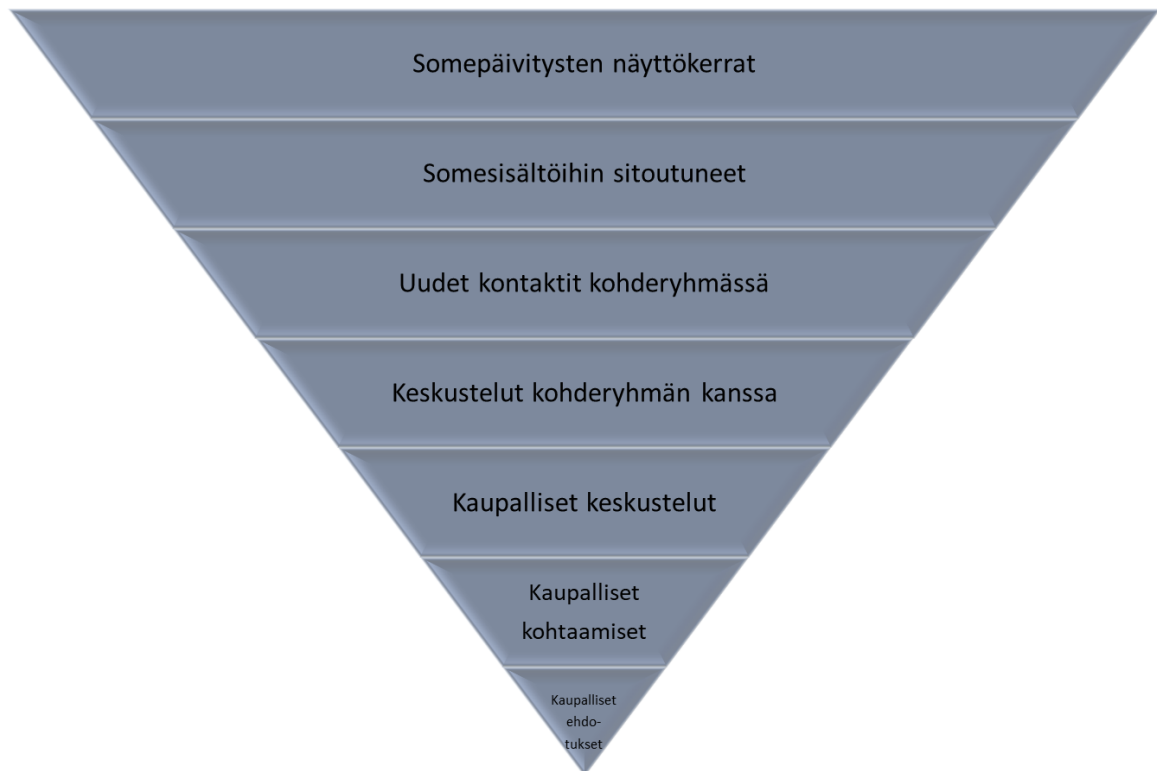 Somepäivitysten näyttökerrat
Somesisältöihin sitoutuneet
Uudet kontaktit kohderyhmässä
Keskustelut kohderyhmän kanssa
Kaupalliset keskustelut
Kaupalliset
kohtaamiset
Kaupalliset
ehdo-
tukset